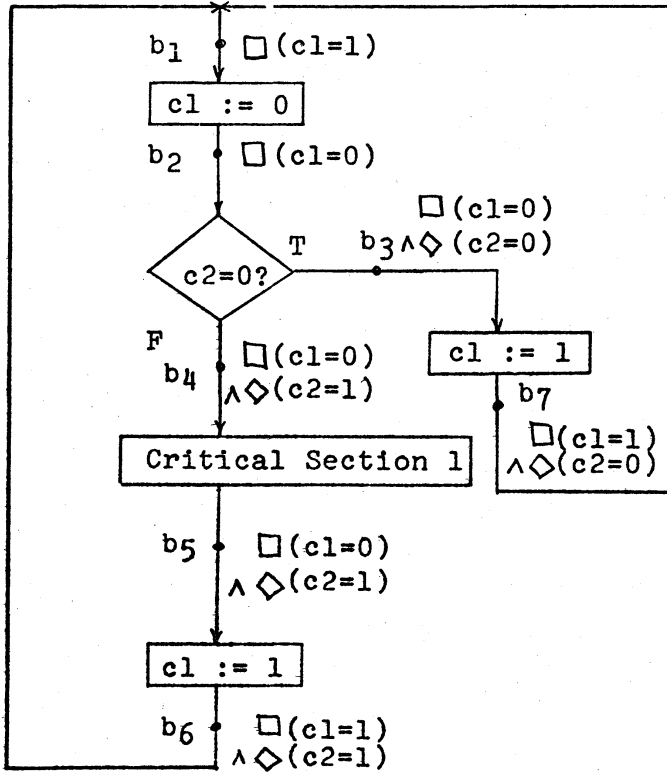 b1 □(c1=1)
c1 := 0
b2 □(c1=0)
□(c1=0)
T b3 ∧◇(c2=0)
c2=0?
c1 := 1
F
b4 □(c1=0)
∧◇(c2=1)
b7
□(c1=1)
∧◇(c2=0)
Critical Section 1
b5 □(c1=0)
∧◇(c2=1)
c1 := 1
b6 □(c1=1)
∧◇(c2=1)